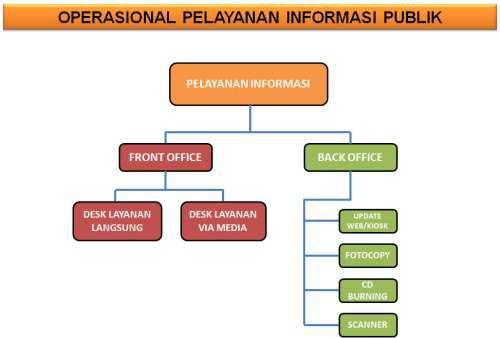 OPERASIONAL PELAYANAN INFORMASI PUBLIK
PELAYANAN INFORMASI
FRONT OFFICE
BACK OFFICE
DESK LAYANAN
LANGSUNG
DESK LAYANAN
VIA MEDIA
UPDATE
WEB/KIOSK
FOTOCOPY
CD
BURNING
SCANNER